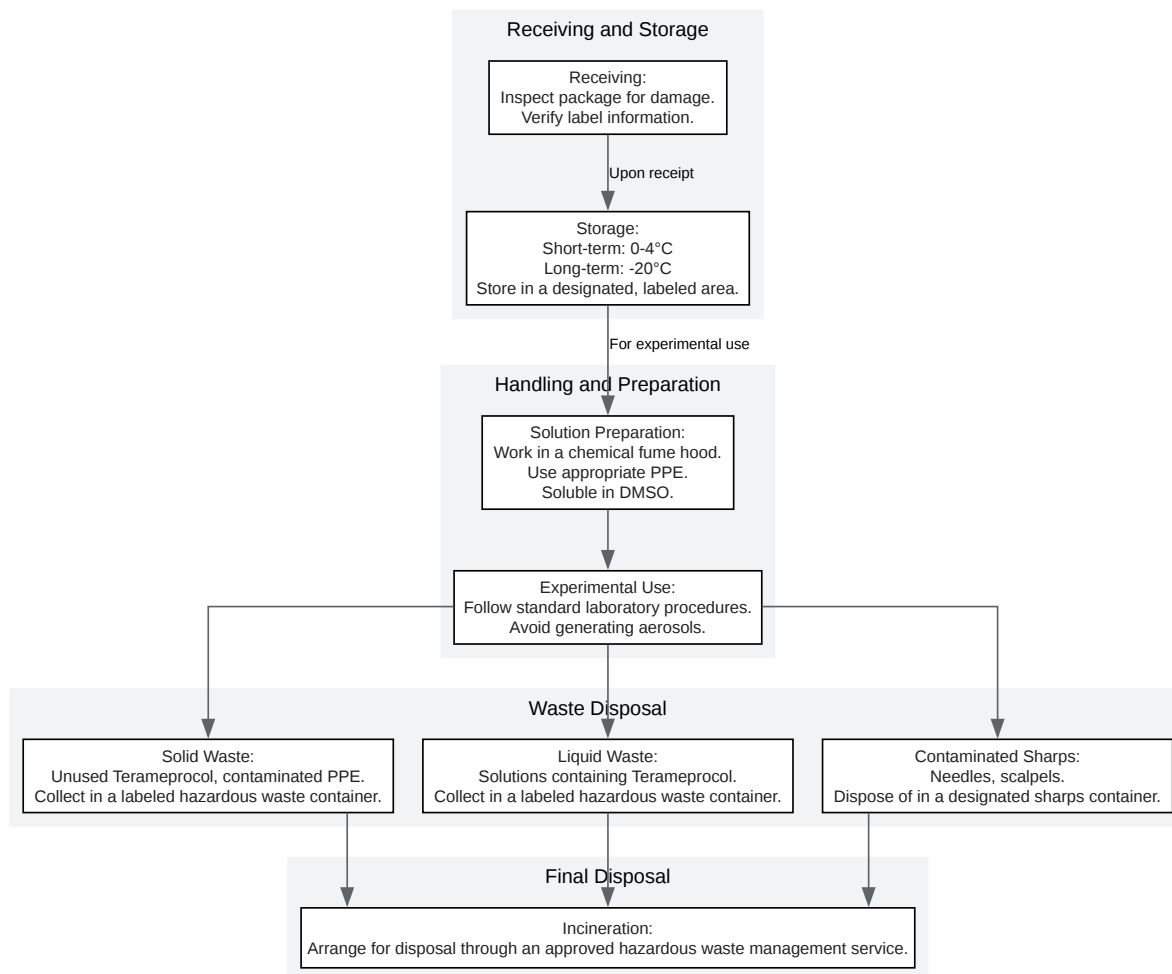 Receiving and Storage
Receiving:
Inspect package for damage.
Verify label information.
Upon receipt
Storage:
Short-term: 0-4°C
Long-term: -20°C
Store in a designated, labeled area.
For experimental use
Handling and Preparation
Solution Preparation:
Work in a chemical fume hood.
Use appropriate PPE.
Soluble in DMSO.
Experimental Use:
Follow standard laboratory procedures.
Avoid generating aerosols.
Waste Disposal
Solid Waste:
Unused Terameprocol, contaminated PPE.
Collect in a labeled hazardous waste container.
Liquid Waste:
Solutions containing Terameprocol.
Collect in a labeled hazardous waste container.
Contaminated Sharps:
Needles, scalpels.
Dispose of in a designated sharps container.
Final Disposal
Incineration:
Arrange for disposal through an approved hazardous waste management service.